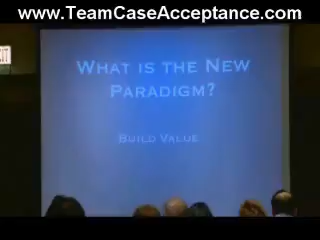 www.TeamCaseAcceptance.com
What is the New
Paradigm?
Build Value